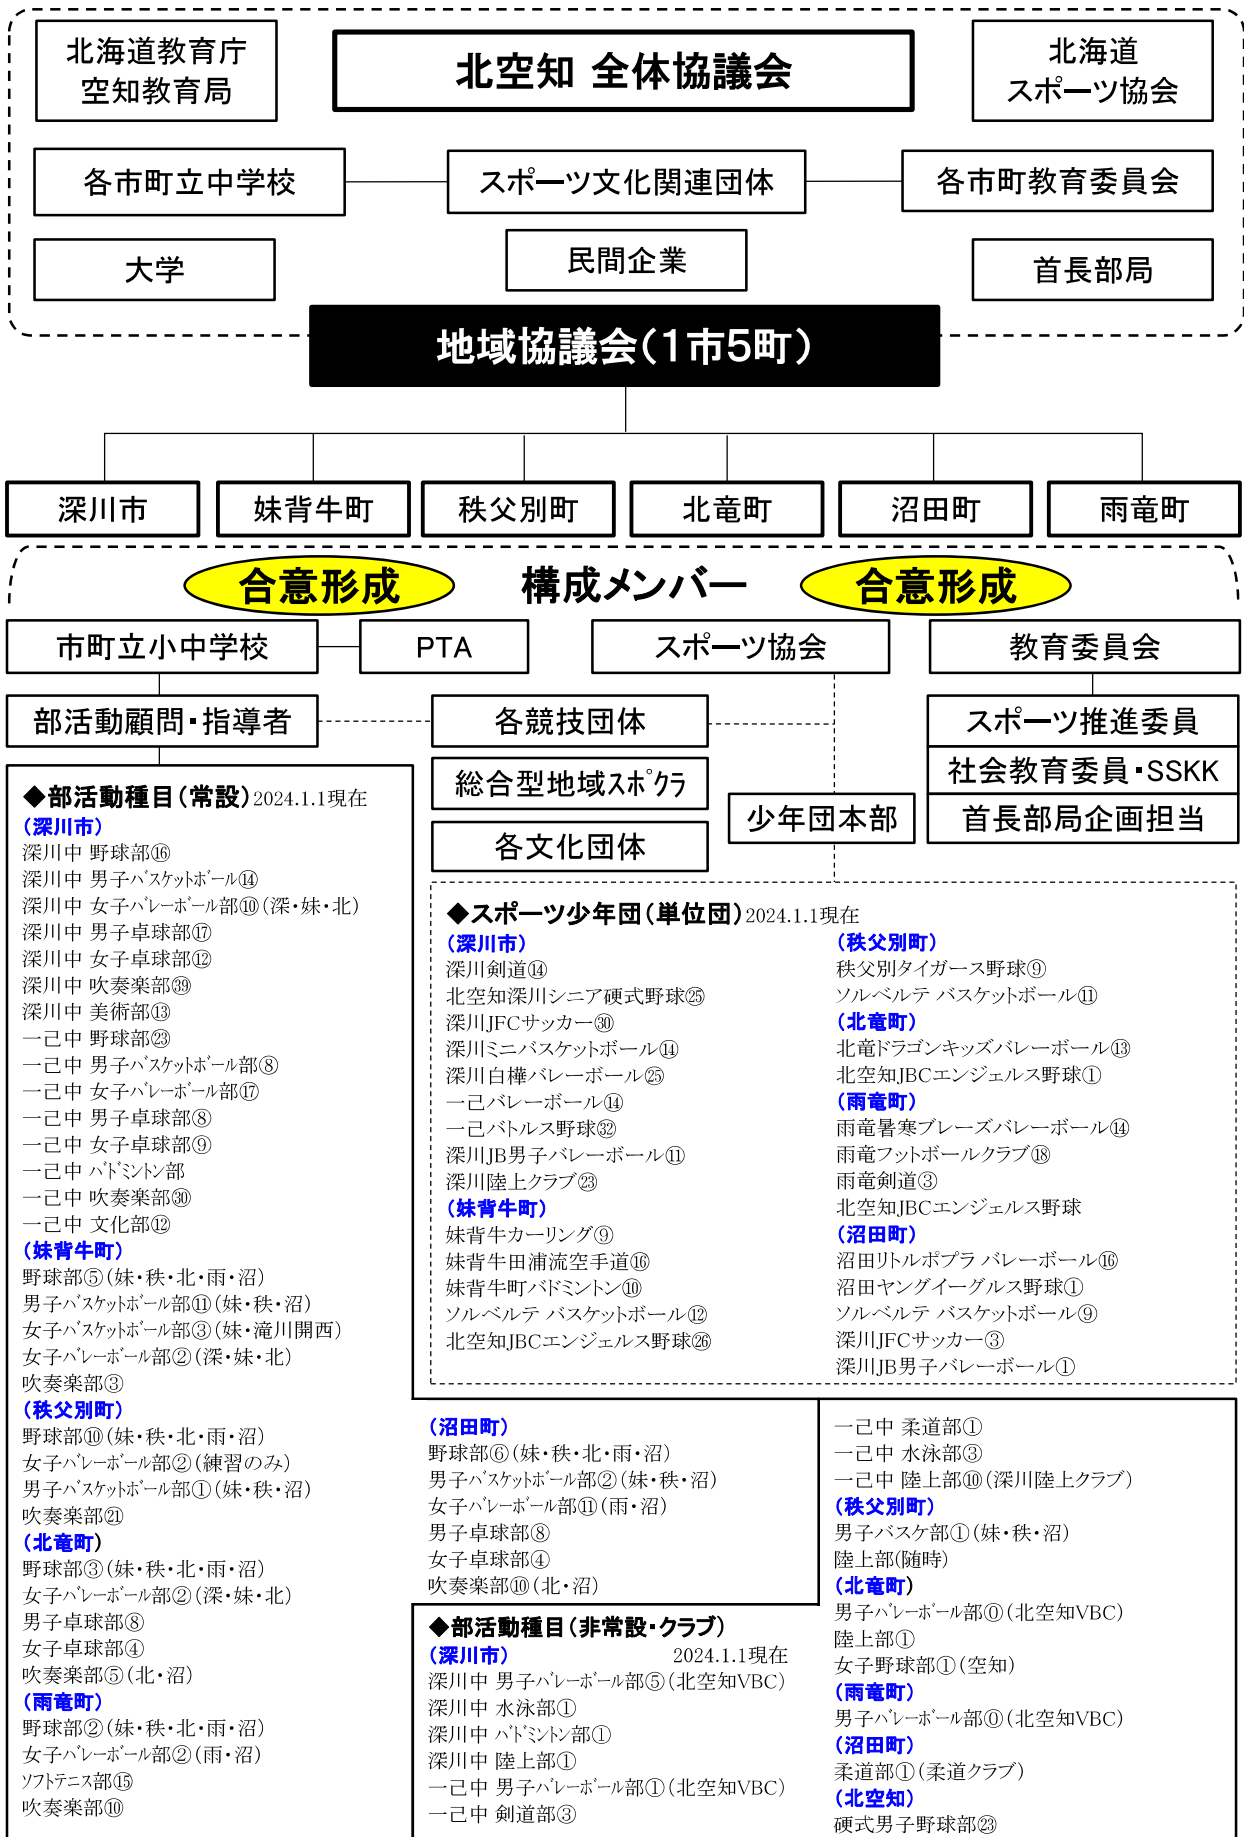 北海道教育庁
空知教育局
北空知 全体協議会
北海道
スポーツ協会
各市町立中学校
スポーツ文化関連団体
各市町教育委員会
大学
民間企業
首長部局
地域協議会(1市5町)
深川市
妹背牛町
秩父別町
北竜町
沼田町
雨竜町
合意形成
構成メンバー
合意形成
市町立小中学校
PTA
スポーツ協会
教育委員会
部活動顧問・指導者
各競技団体
スポーツ推進委員
総合型地域スポクラ
社会教育委員・SSKK
少年団本部
首長部局企画担当
各文化団体
◆部活動種目(常設)2024.1.1現在
(深川市)
深川中 野球部⑯
深川中 男子バスケットボール⑭
深川中 女子バレーボール部⑩(深・妹・北)
深川中 男子卓球部⑰
深川中 女子卓球部⑫
深川中 吹奏楽部㊴
深川中 美術部⑬
一己中 野球部㉓
一己中 男子バスケットボール部⑧
一己中 女子バレーボール部⑰
一己中 男子卓球部⑧
一己中 女子卓球部⑨
一己中 バドミントン部
一己中 吹奏楽部㉚
一己中 文化部⑫
(妹背牛町)
野球部⑤(妹・秩・北・雨・沼)
男子バスケットボール部⑪(妹・秩・沼)
女子バスケットボール部③(妹・滝川開西)
女子バレーボール部②(深・妹・北)
吹奏楽部③
(秩父別町)
野球部⑩(妹・秩・北・雨・沼)
女子バレーボール部②(練習のみ)
男子バスケットボール部①(妹・秩・沼)
吹奏楽部㉑
(北竜町)
野球部③(妹・秩・北・雨・沼)
女子バレーボール部②(深・妹・北)
男子卓球部⑧
女子卓球部④
吹奏楽部⑤(北・沼)
(雨竜町)
野球部②(妹・秩・北・雨・沼)
女子バレーボール部②(雨・沼)
ソフトテニス部⑮
吹奏楽部⑩
◆スポーツ少年団(単位団)2024.1.1現在
(深川市)
深川剣道⑭
北空知深川シニア硬式野球㉕
深川JFCサッカー㉚
深川ミニバスケットボール⑭
深川白樺バレーボール㉕
一己バレーボール⑭
一己バトルス野球㉜
深川JB男子バレーボール⑪
深川陸上クラブ㉓
(妹背牛町)
妹背牛カーリング⑨
妹背牛田浦流空手道⑯
妹背牛町バドミントン⑩
ソルベルテ バスケットボール⑫
北空知JBCエンジェルス野球㉖
(秩父別町)
秩父別タイガース野球⑨
ソルベルテ バスケットボール⑪
(北竜町)
北竜ドラゴンキッズバレーボール⑬
北空知JBCエンジェルス野球①
(雨竜町)
雨竜暑寒ブレーズバレーボール⑭
雨竜フットボールクラブ⑱
雨竜剣道③
北空知JBCエンジェルス野球
(沼田町)
沼田リトルポプラ バレーボール⑯
沼田ヤングイーグルス野球①
ソルベルテ バスケットボール⑨
深川JFCサッカー③
深川JB男子バレーボール①
(沼田町)
野球部⑥(妹・秩・北・雨・沼)
男子バスケットボール部②(妹・秩・沼)
女子バレーボール部⑪(雨・沼)
男子卓球部⑧
女子卓球部④
吹奏楽部⑩(北・沼)
◆部活動種目(非常設・クラブ)
(深川市) 2024.1.1現在
深川中 男子バレーボール部⑤(北空知VBC)
深川中 水泳部①
深川中 バドミントン部①
深川中 陸上部①
一己中 男子バレーボール部①(北空知VBC)
一己中 剣道部③
一己中 柔道部①
一己中 水泳部③
一己中 陸上部⑩(深川陸上クラブ)
(秩父別町)
男子バスケ部①(妹・秩・沼)
陸上部(随時)
(北竜町)
男子バレーボール部⓪(北空知VBC)
陸上部①
女子野球部①(空知)
(雨竜町)
男子バレーボール部⓪(北空知VBC)
(沼田町)
柔道部①(柔道クラブ)
(北空知)
硬式男子野球部㉓